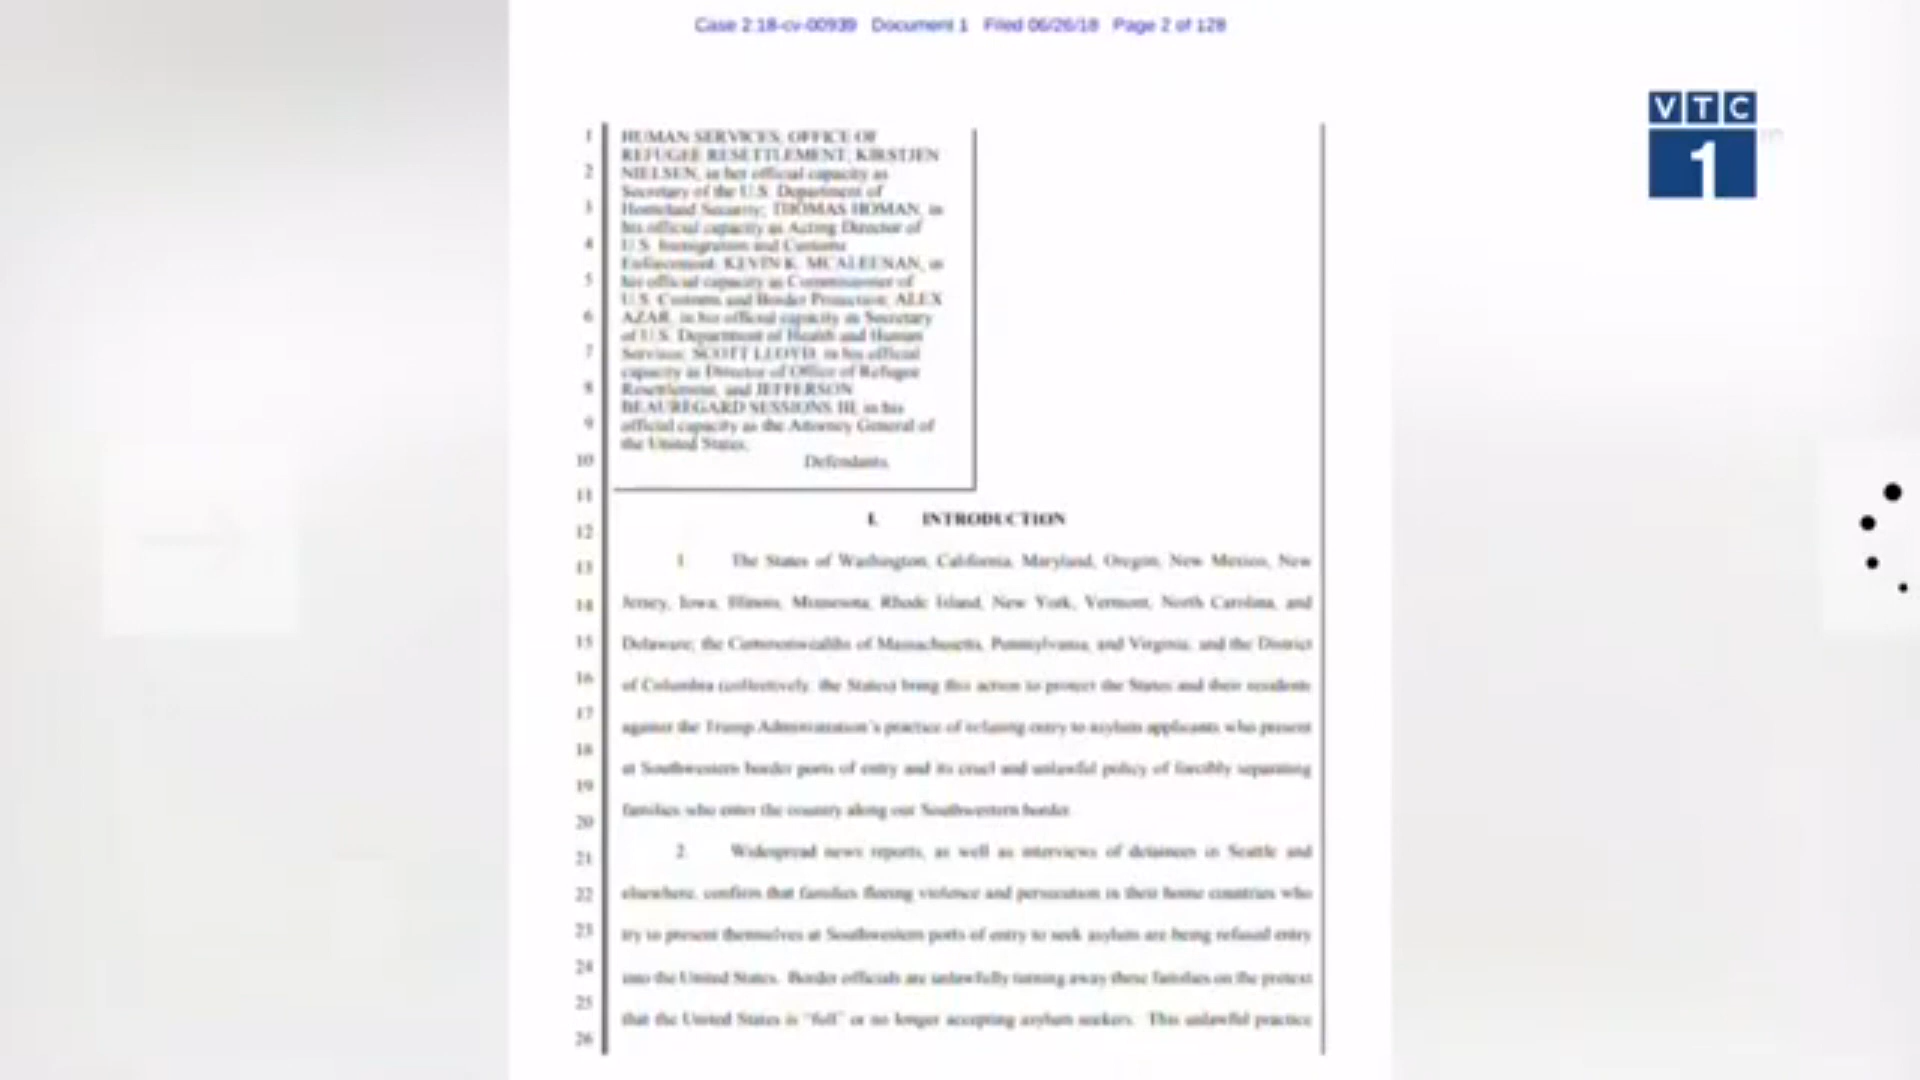 Case 2:18-cv-00939 Document 1 Filed 06/26/18 Page 2 of 128
VTC
1
1
2
3
4
5
6
7
8
9
10
11
12
13
14
15
16
17
18
19
20
21
22
23
24
25
26
HUMAN SERVICES; OFFICE OF
REFUGEE RESETTLEMENT; KIRSTJEN
NIELSEN, in her official capacity as
Secretary of the U.S. Department of
Homeland Security; THOMAS HOMAN, in
his official capacity as Acting Director of
U.S. Immigration and Customs
Enforcement; KEVIN K. MCALEENAN, in
his official capacity as Commissioner of
U.S. Customs and Border Protection; ALEX
AZAR, in his official capacity as Secretary
of U.S. Department of Health and Human
Services; SCOTT LLOYD, in his official
capacity as Director of Office of Refugee
Resettlement; and JEFFERSON
BEAUREGARD SESSIONS III, in his
official capacity as the Attorney General of
the United States,
Defendants.
I. INTRODUCTION
1. The States of Washington, California, Maryland, Oregon, New Mexico, New
Jersey, Iowa, Illinois, Minnesota, Rhode Island, New York, Vermont, North Carolina, and
Delaware; the Commonwealths of Massachusetts, Pennsylvania, and Virginia; and the District
of Columbia (collectively, the States) bring this action to protect the States and their residents
against the Trump Administration's practice of refusing entry to asylum applicants who present
at Southwestern border ports of entry and its cruel and unlawful policy of forcibly separating
families who enter the country along our Southwestern border.
2. Widespread news reports, as well as interviews of detainees in Seattle and
elsewhere, confirm that families fleeing violence and persecution in their home countries who
try to present themselves at Southwestern ports of entry to seek asylum are being refused entry
into the United States. Border officials are unlawfully turning away these families on the pretext
that the United States is "full" or no longer accepting asylum seekers. This unlawful practice